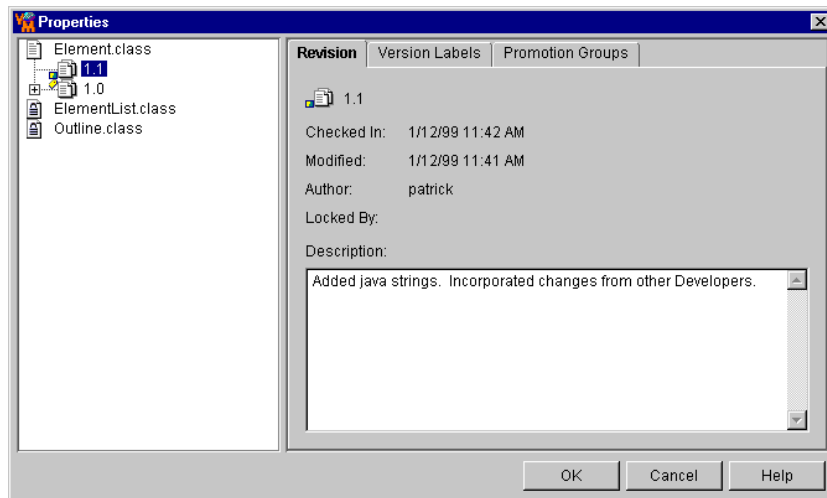 Properties
Element.class
1.1
1.0
ElementList.class
Outline.class
Revision Version Labels Promotion Groups
1.1
Checked In: 1/12/99 11:42 AM
Modified: 1/12/99 11:41 AM
Author: patrick
Locked By:
Description:
Added java strings.  Incorporated changes from other Developers.
OK Cancel Help